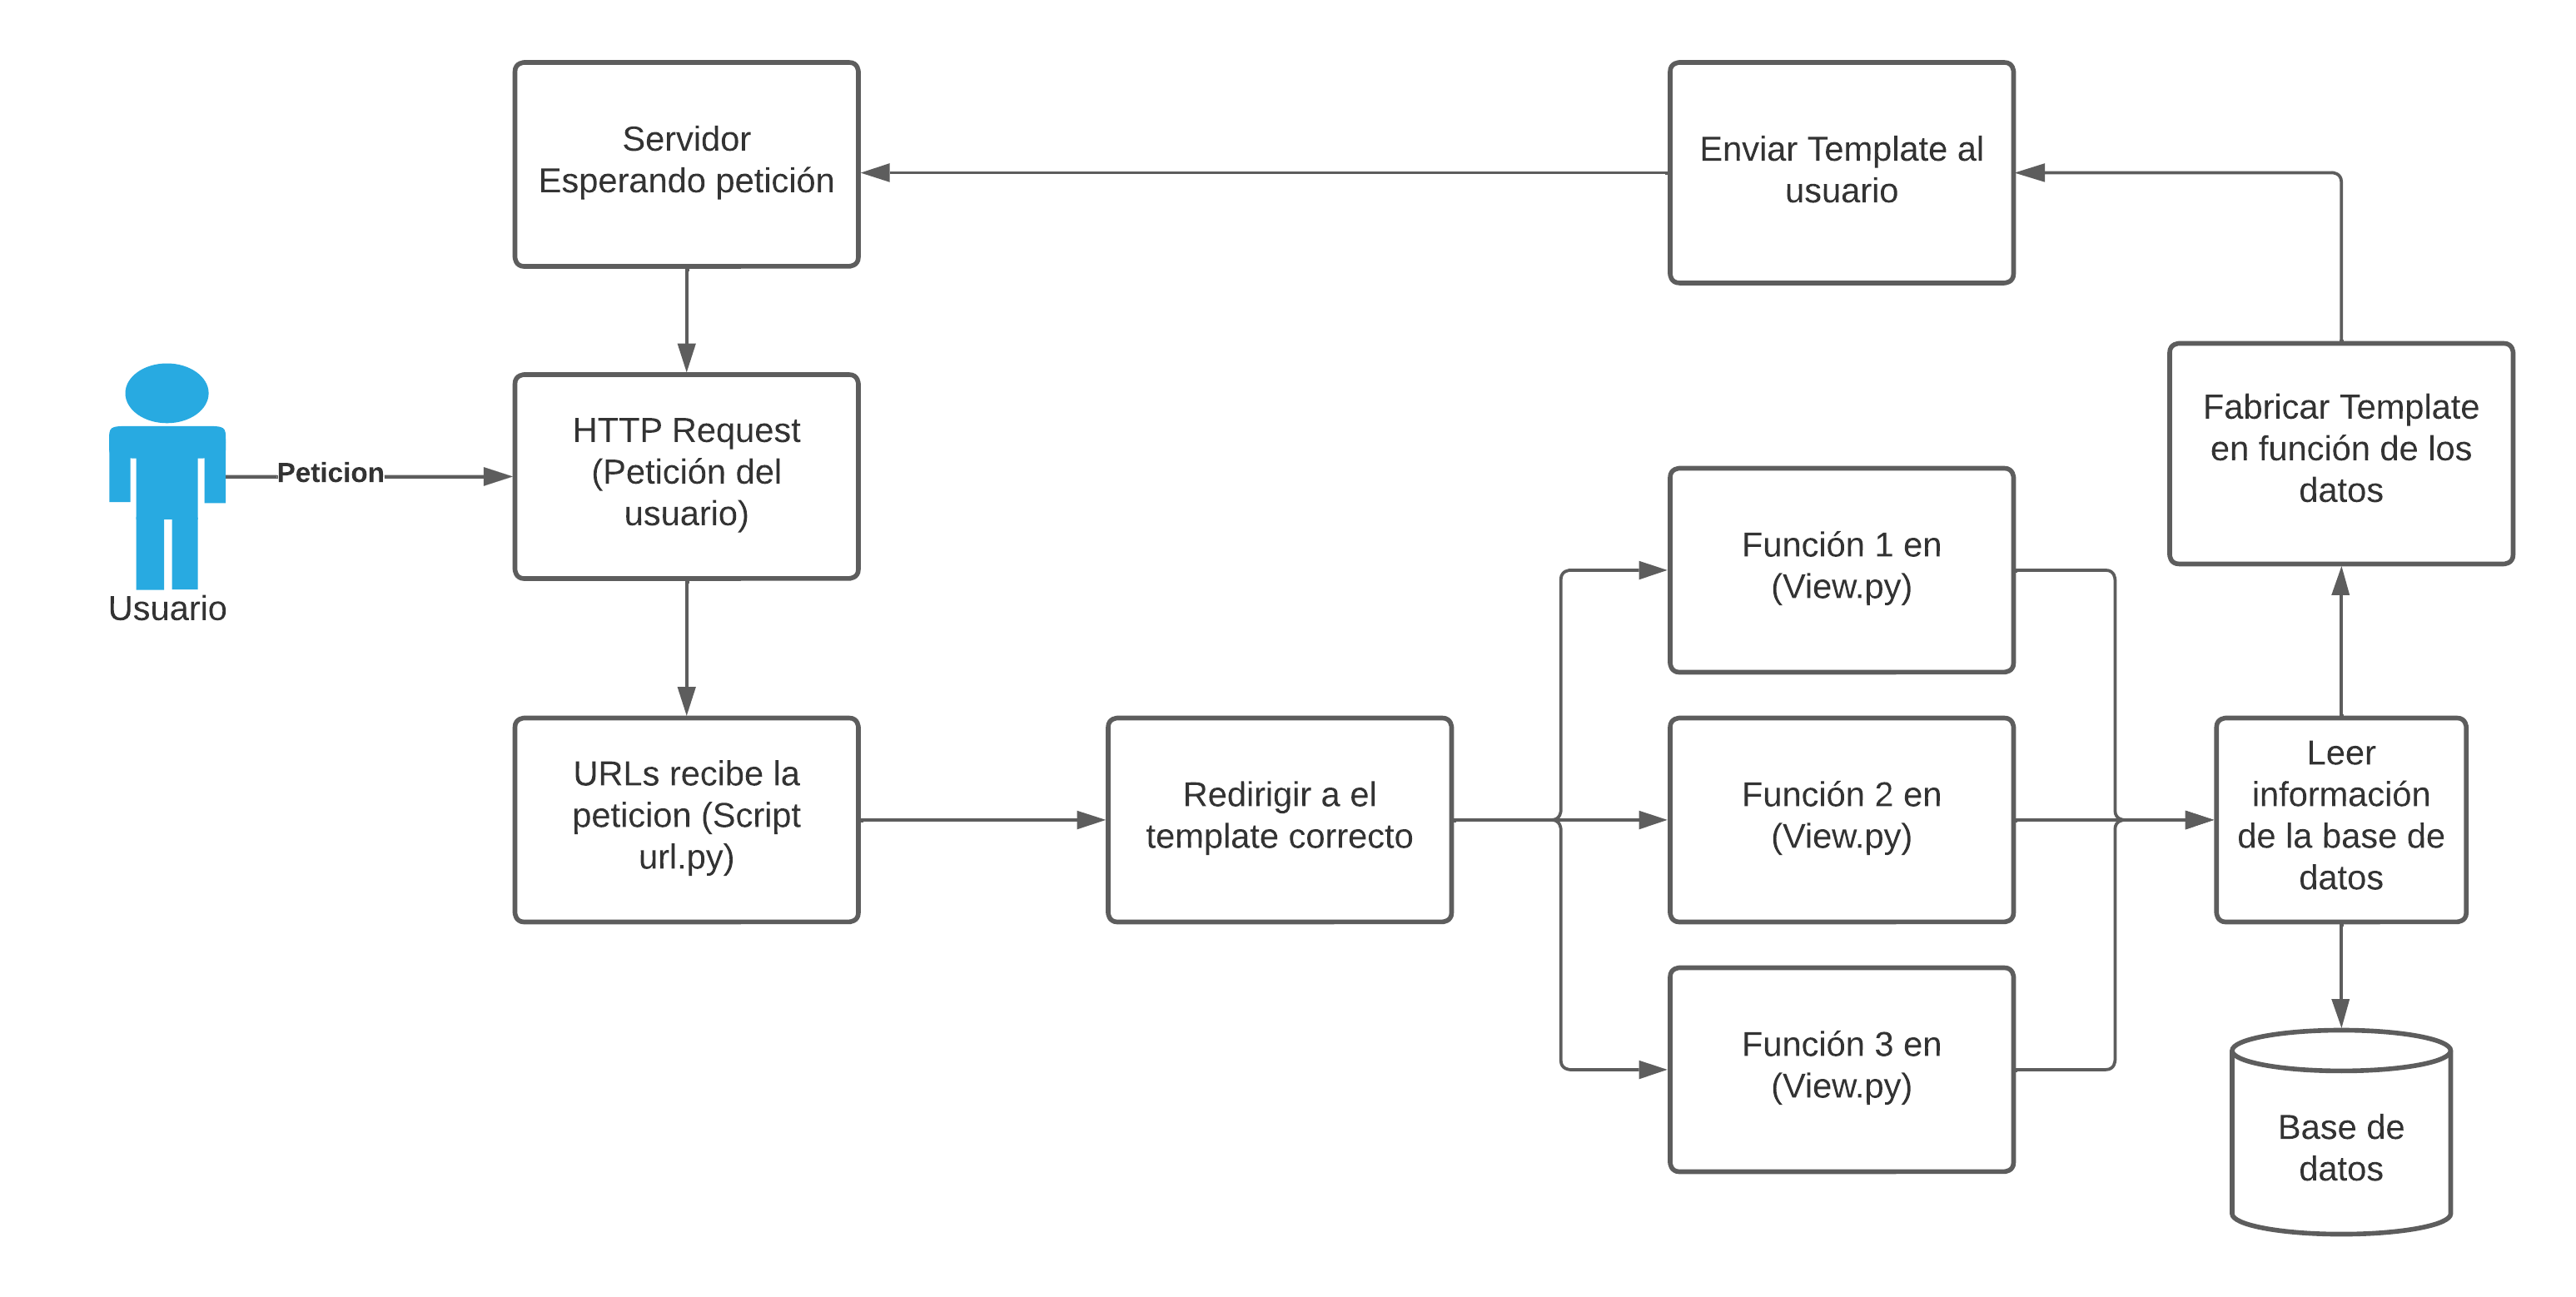 Servidor
Esperando petición
Enviar Template al
usuario
HTTP Request
(Petición del
usuario)
Peticion
Usuario
Fabricar Template
en función de los
datos
Función 1 en
(View.py)
URLs recibe la
peticion (Script
url.py)
Redirigir a el
template correcto
Función 2 en
(View.py)
Leer
información
de la base de
datos
Función 3 en
(View.py)
Base de
datos